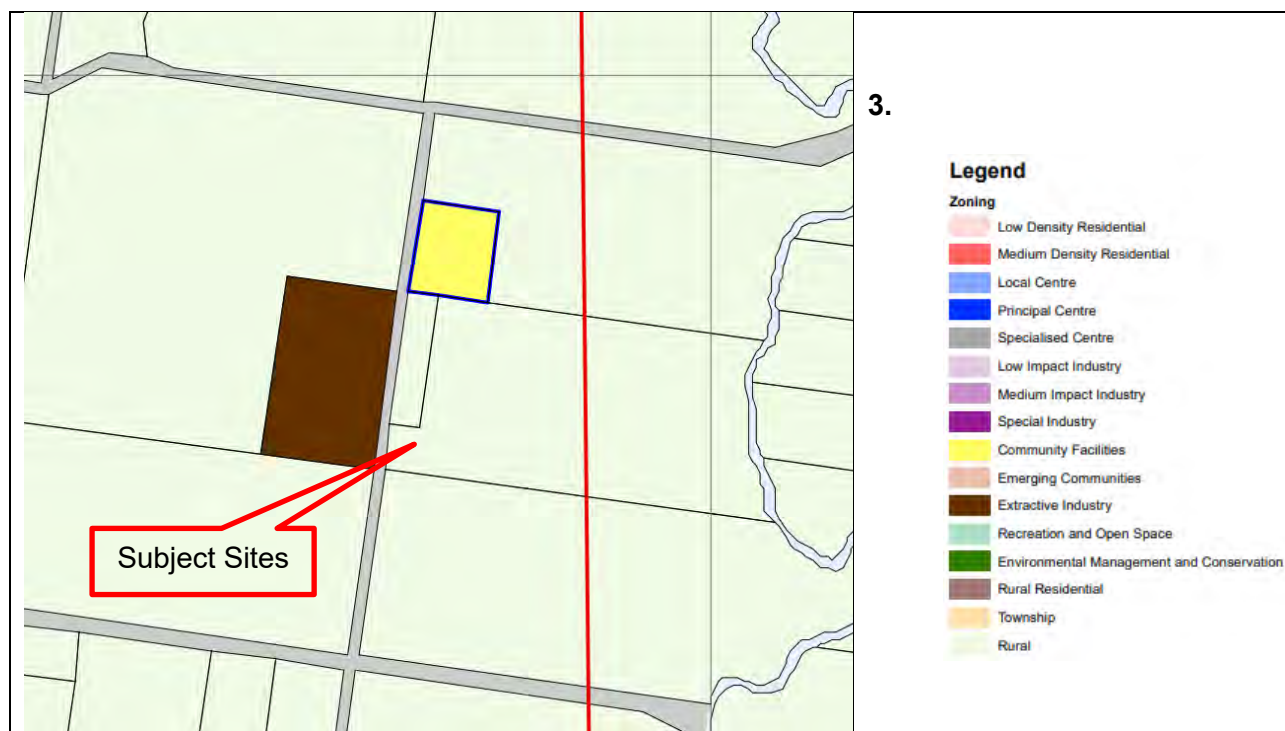 3.
Legend
Zoning
Low Density Residential
Medium Density Residential
Local Centre
Principal Centre
Specialised Centre
Low Impact Industry
Medium Impact Industry
Special Industry
Community Facilities
Emerging Communities
Extractive Industry
Recreation and Open Space
Environmental Management and Conservation
Rural Residential
Township
Rural
Subject Sites